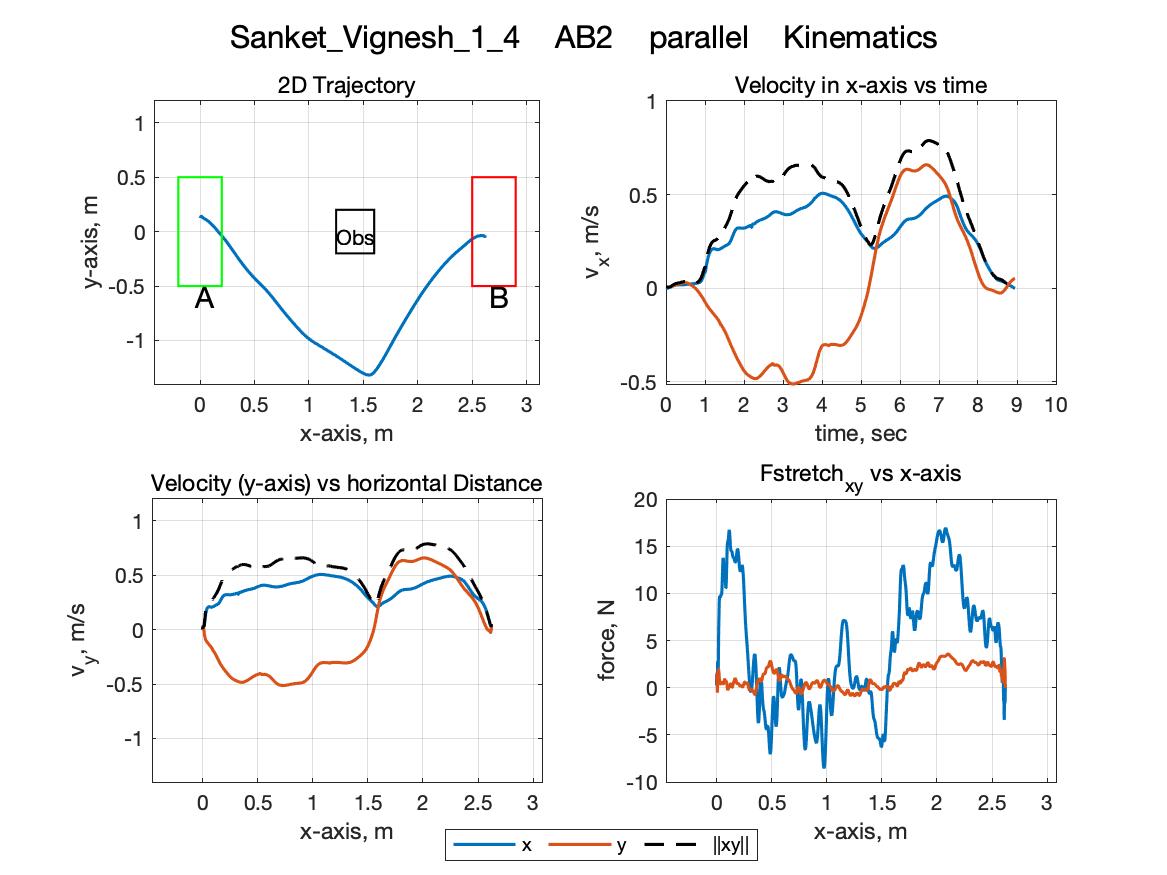 Sanket_Vignesh_1_4 AB2 parallel Kinematics
2D Trajectory
1
0.5
0
-0.5
-1
y-axis, m
A
Obs
B
0 0.5 1 1.5 2 2.5 3
x-axis, m
Velocity in x-axis vs time
1
0.5
0
-0.5
v_x, m/s
0 1 2 3 4 5 6 7 8 9 10
time, sec
Velocity (y-axis) vs horizontal Distance
1
0.5
0
-0.5
-1
v_y, m/s
0 0.5 1 1.5 2 2.5 3
x-axis, m
Fstretch_xy vs x-axis
20
15
10
5
0
-5
-10
force, N
0 0.5 1 1.5 2 2.5 3
x-axis, m
x y ||xy||